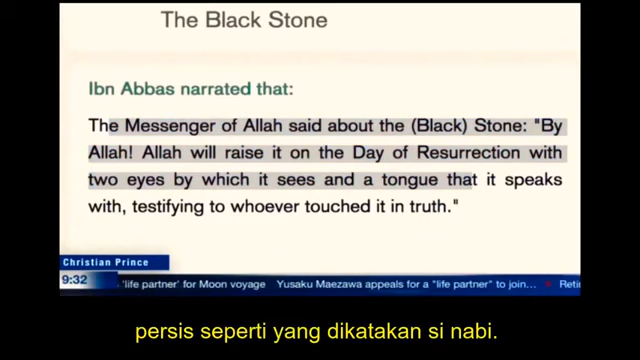 The Black Stone
Ibn Abbas narrated that:
The Messenger of Allah said about the (Black) Stone: "By
Allah! Allah will raise it on the Day of Resurrection with
two eyes by which it sees and a tongue that it speaks
with, testifying to whoever touched it in truth."
Christian Prince
9:32 'life partner' for Moon voyage Yusaku Maezawa appeals for a "life partner" to join... Reti
persis seperti yang dikatakan si nabi.